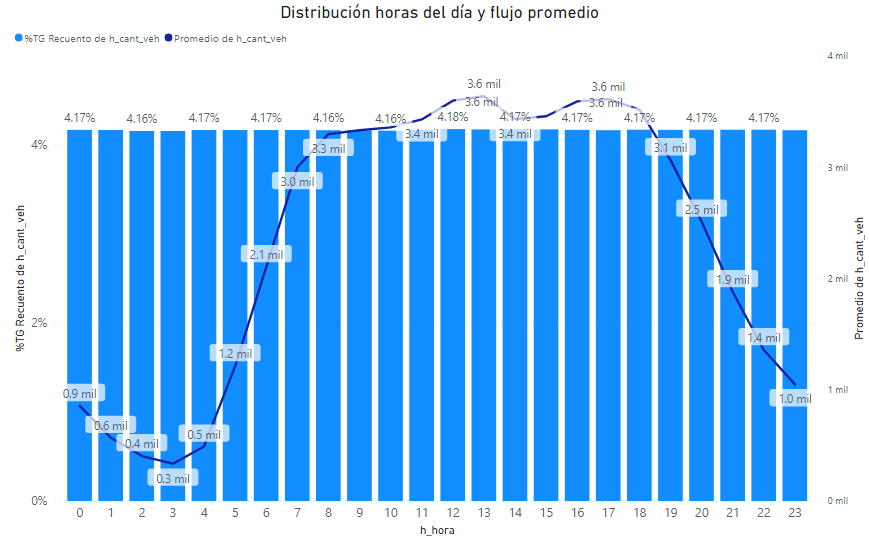 Distribución horas del día y flujo promedio
%TG Recuento de h_cant_veh Promedio de h_cant_veh
4 mil
3 mil
2 mil
1 mil
0 mil
Promedio de h_cant_veh
%TG Recuento de h_cant_veh
4%
2%
0%
4.17% 4.16% 4.17% 4.17% 4.16% 4.16% 4.18% 4.17% 4.17% 4.17% 4.17% 4.17%
0.9 mil
0.6 mil
0.4 mil
0.3 mil
0.5 mil
1.2 mil
2.1 mil
3.0 mil
3.3 mil
3.4 mil
3.6 mil
3.6 mil
3.4 mil
3.6 mil
3.6 mil
3.1 mil
2.5 mil
1.9 mil
1.4 mil
1.0 mil
0 1 2 3 4 5 6 7 8 9 10 11 12 13 14 15 16 17 18 19 20 21 22 23
h_hora